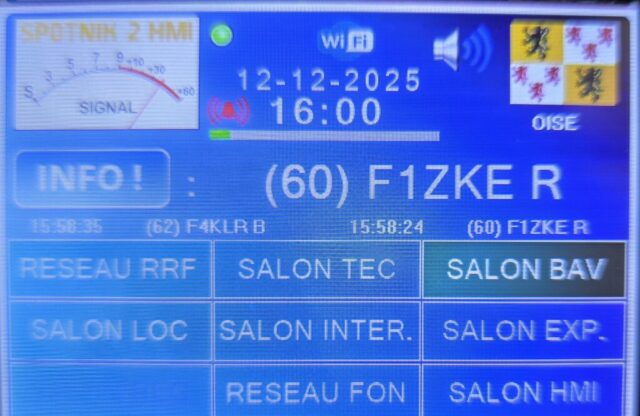 SPOTNIK 2 HMI
S 3 5 7 9 +10 +30 +60
SIGNAL
WiFi
12-12-2025
16:00
OISE
INFO ! : (60) F1ZKE R
15:58:35 (62) F4KLR B 15:58:24 (60) F1ZKE R
RESEAU RRF SALON TEC SALON BAV
SALON LOC SALON INTER. SALON EXP.
RESEAU FON SALON HMI